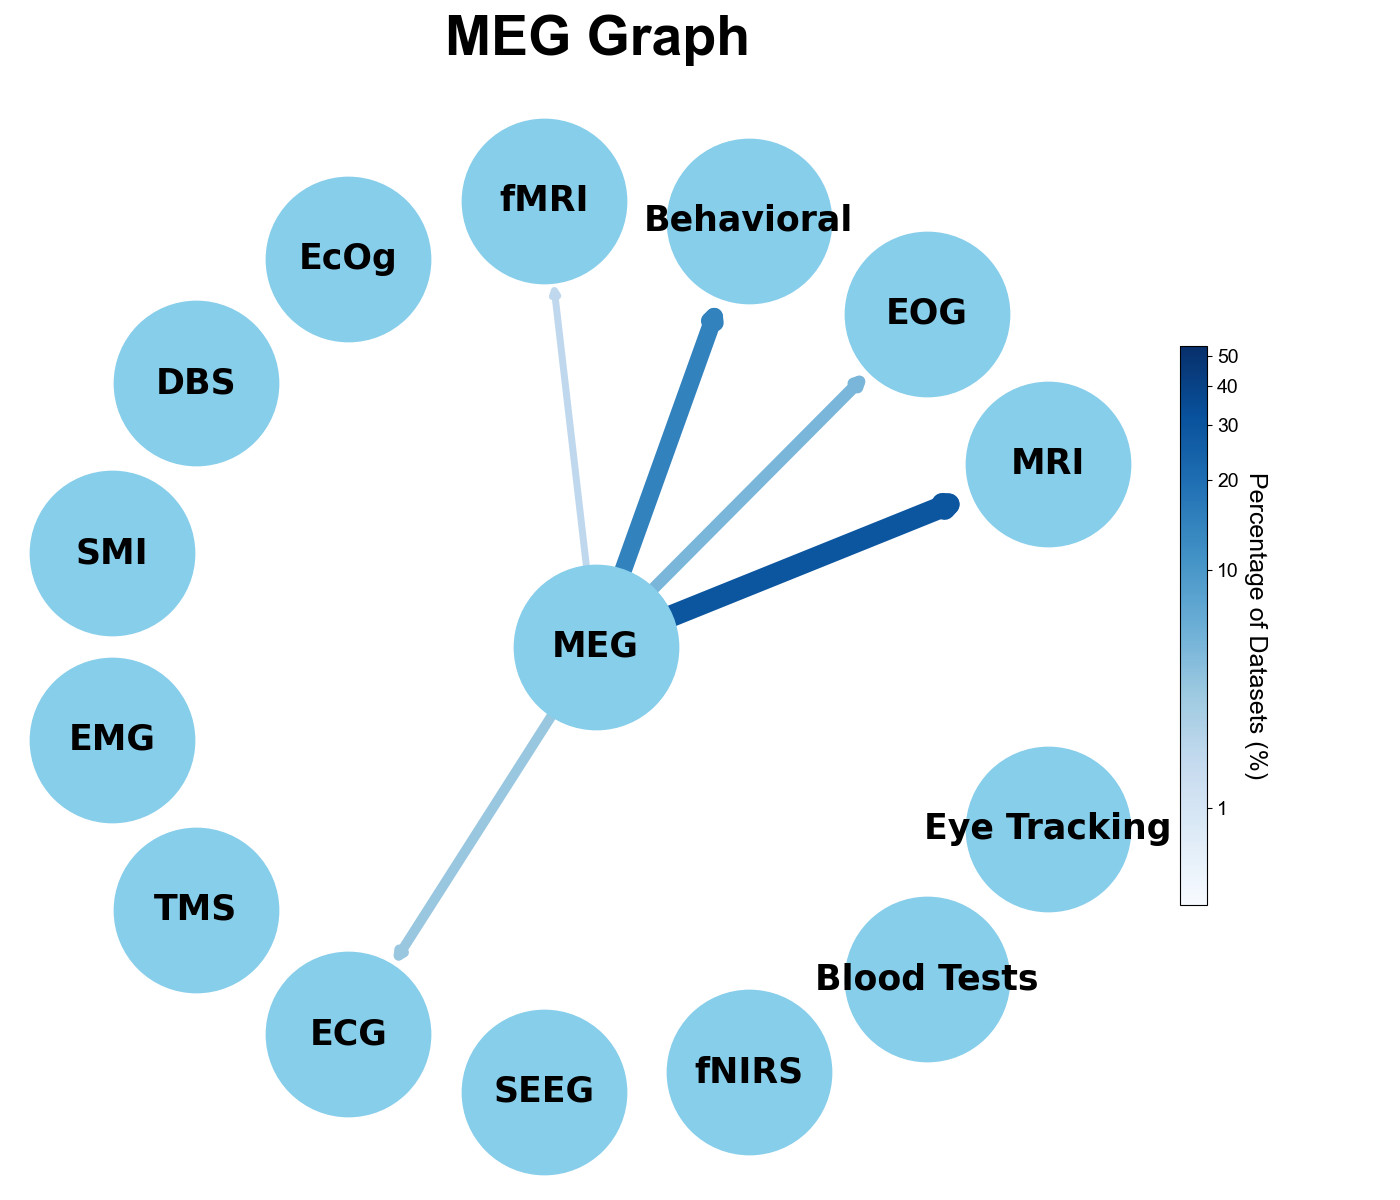 MEG Graph
fMRI
Behavioral
EcOg
EOG
DBS
MRI
SMI
MEG
EMG
Eye Tracking
TMS
Blood Tests
ECG
fNIRS
SEEG
50
40
30
20
10
1
Percentage of Datasets (%)